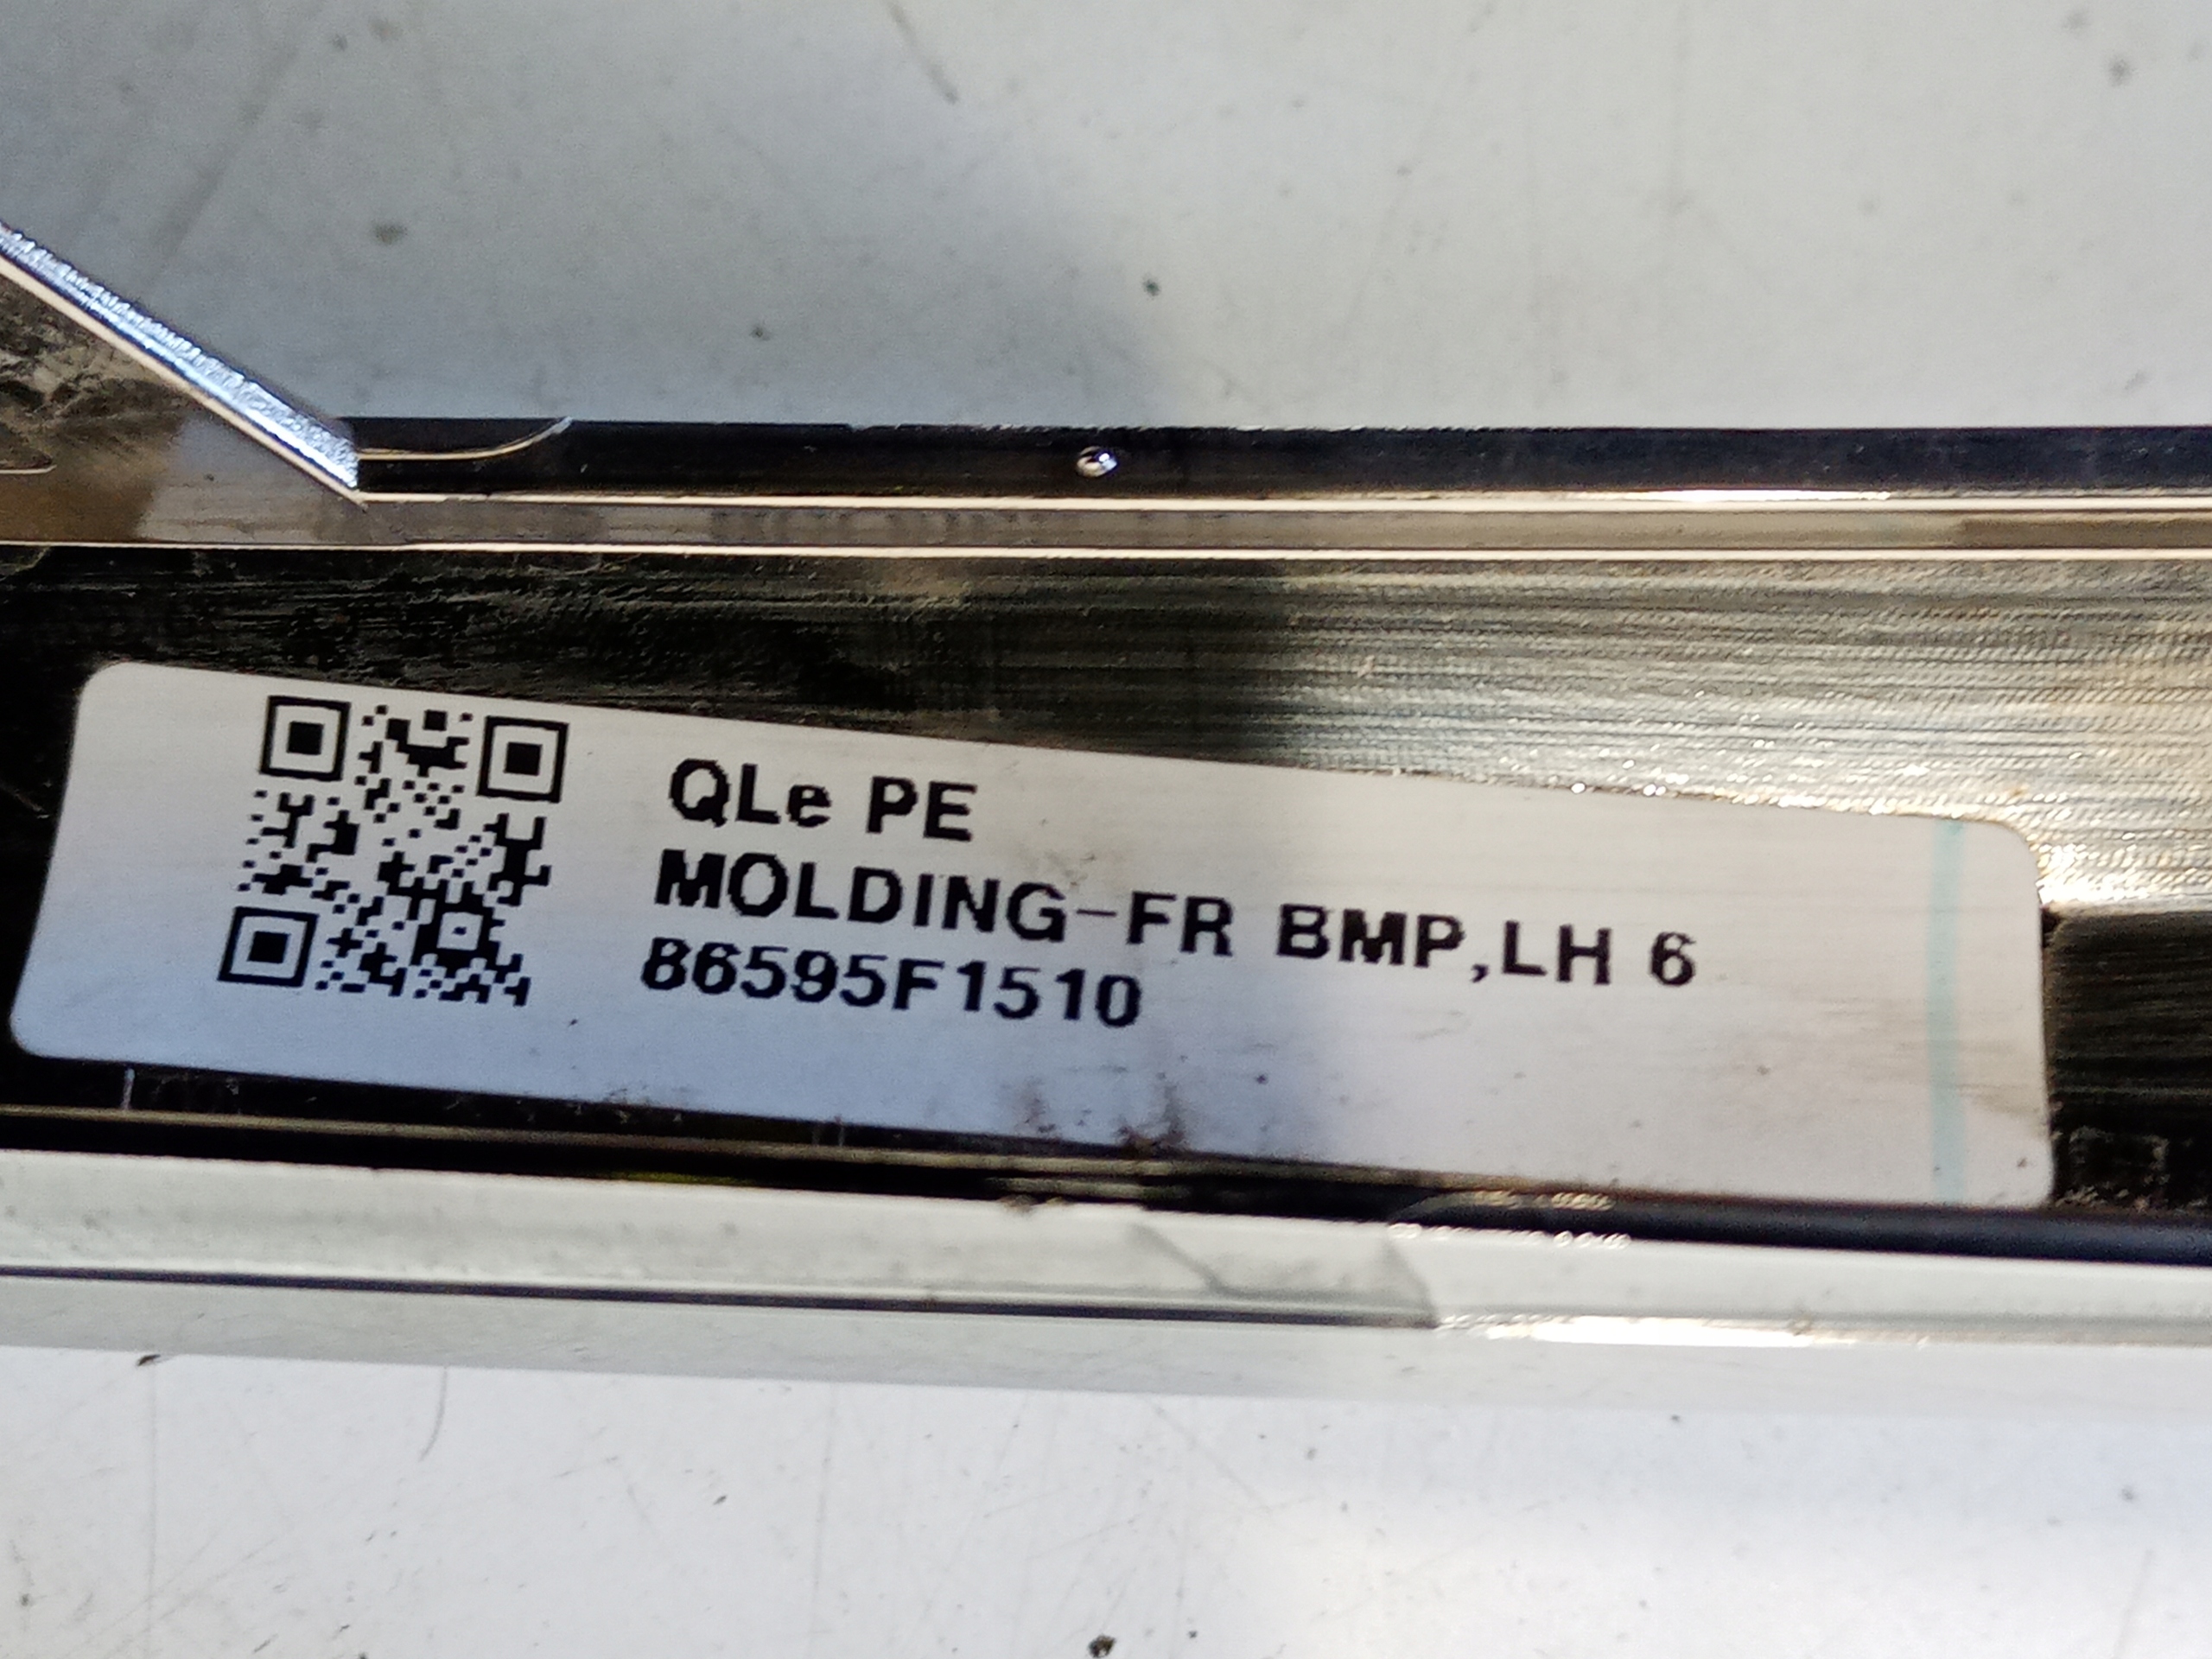 QLe PE
MOLDING-FR BMP,LH 6
86595F1510